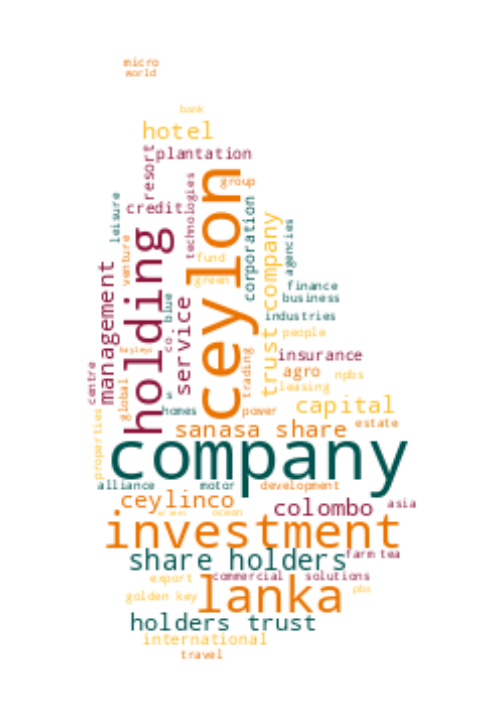 micro
world
bank
hotel
plantation
resort
group
credit
technologies
leisure
ceylon
corporation
trust company
agencies
holding
venture
fund
green
management
service
co.
blue
finance
business
industries
people
hayleys
trading
insurance
agro
npbs
leasing
centre
global
s
homes
power
capital
properties
sanasa share
estate
company
alliance
motor
development
ceylinco
colombo
asia
ocean
investment
share holders
farm tea
export
commercial
solutions
golden key
lanka
pbs
holders trust
international
travel